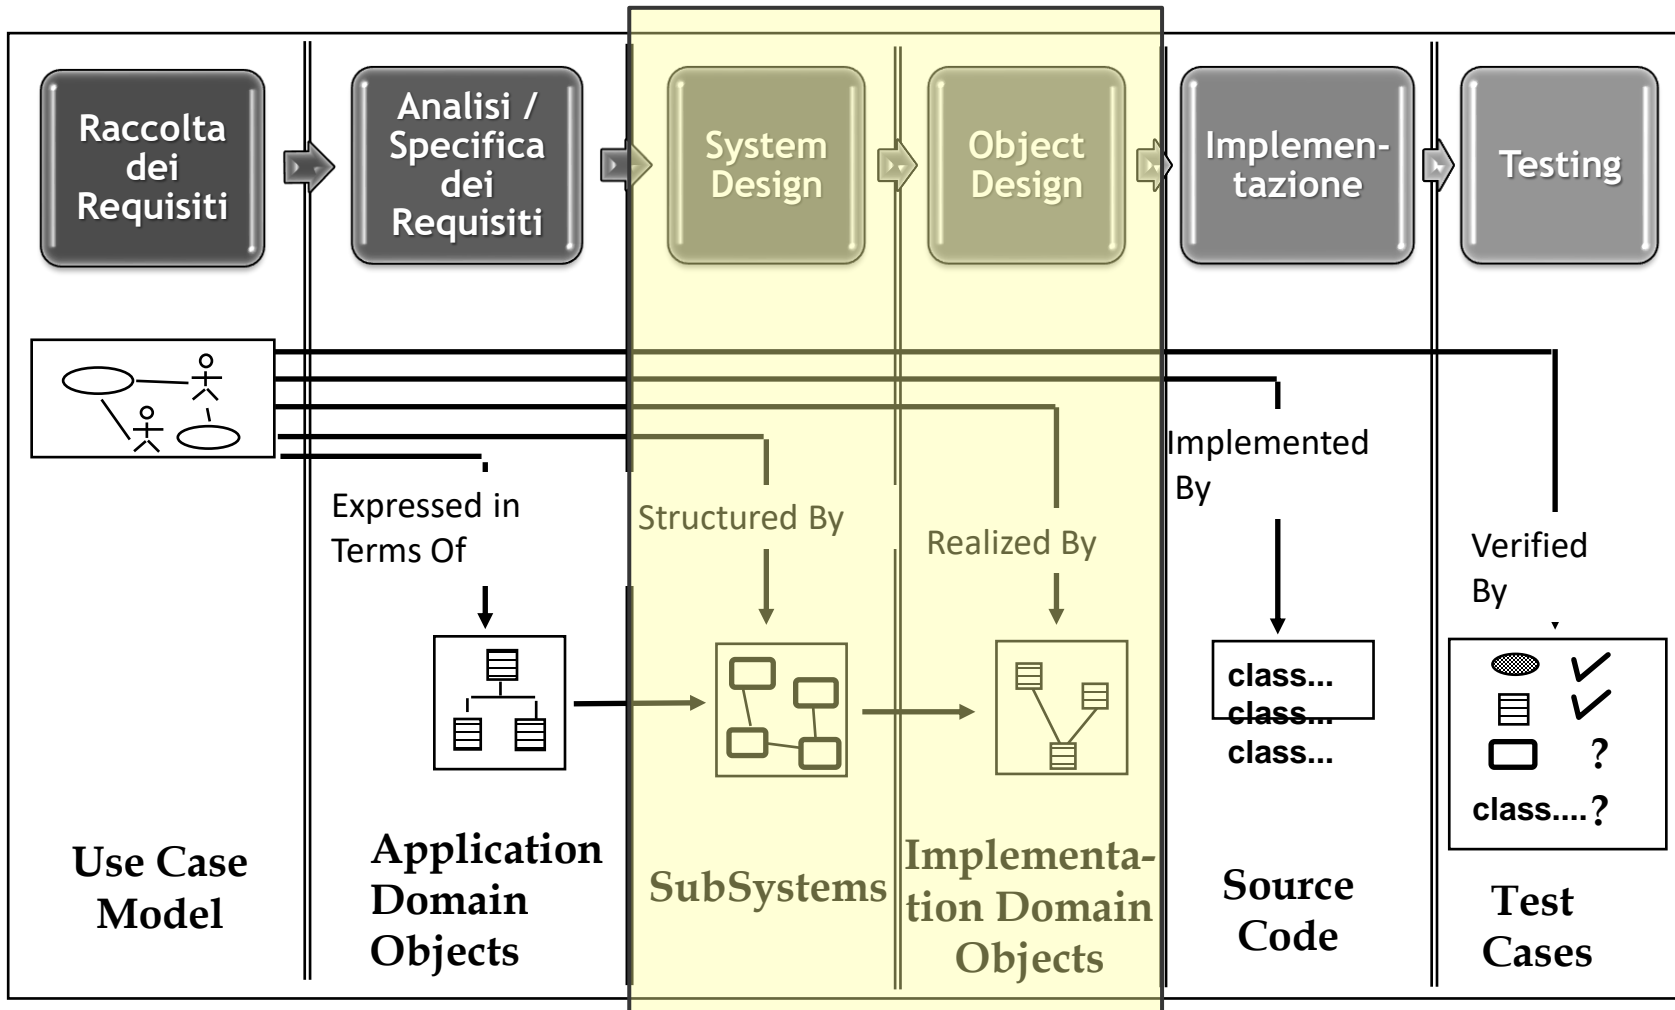 Raccolta
dei
Requisiti
Analisi /
Specifica
dei
Requisiti
System
Design
Object
Design
Implemen-
tazione
Testing
Expressed in
Terms Of
Structured By
Realized By
Implemented
By
Verified
By
class...
class...
class...
?
class....?
Use Case
Model
Application
Domain
Objects
SubSystems
Implementa-
tion Domain
Objects
Source
Code
Test
Cases